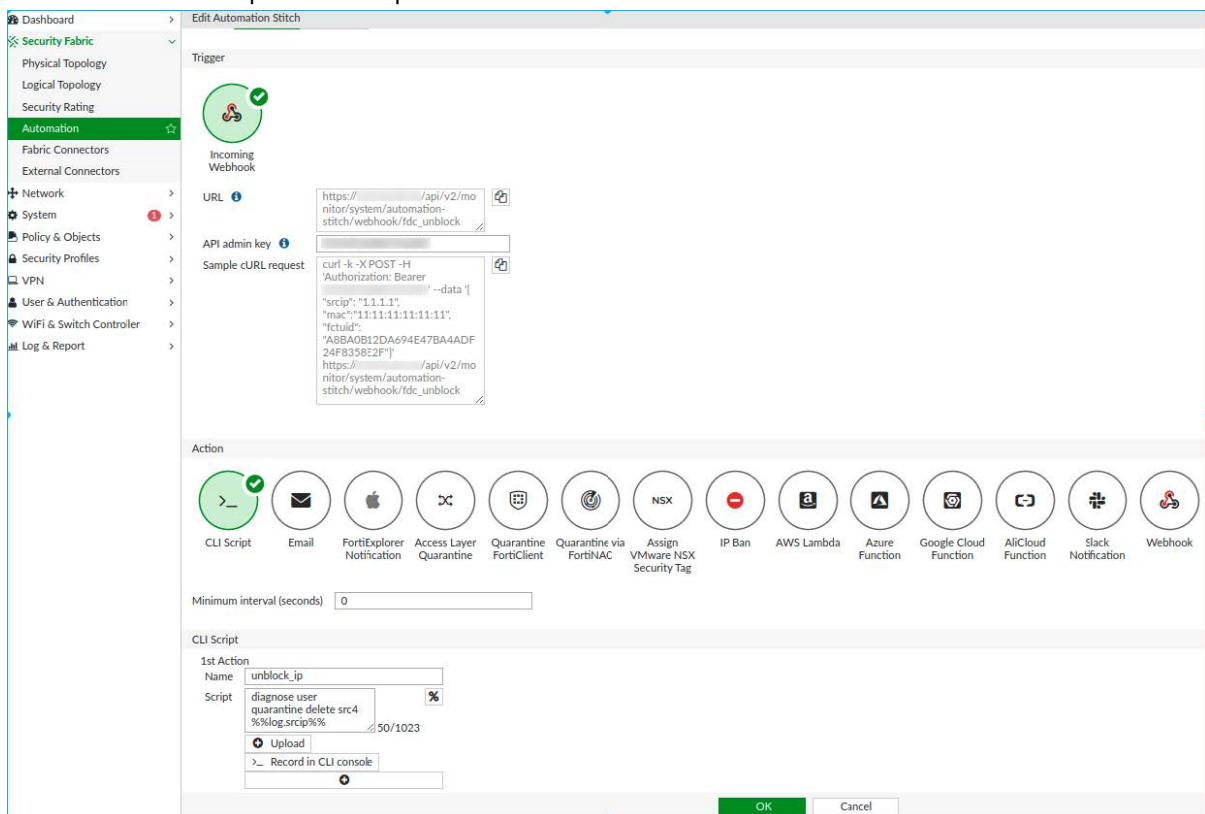 Dashboard
Security Fabric
Physical Topology
Logical Topology
Security Rating
Automation
Fabric Connectors
External Connectors
Network
System 1
Policy & Objects
Security Profiles
VPN
User & Authentication
WiFi & Switch Controller
Log & Report
Edit Automation Stitch
Trigger
Incoming
Webhook
URL
https:// /api/v2/mo
nitor/system/automation-
stitch/webhook/fdc_unblock
API admin key
Sample cURL request
curl -k -X POST -H
'Authorization: Bearer
' --data '{
"srcip": "1.1.1.1",
"mac":"11:11:11:11:11:11",
"fctuid":
"A8BA0B12DA694E47BA4ADF
24F8358E2F"}'
https:// /api/v2/mo
nitor/system/automation-
stitch/webhook/fdc_unblock
Action
CLI Script
Email
FortiExplorer
Notification
Access Layer
Quarantine
Quarantine
FortiClient
Quarantine via
FortiNAC
NSX
Assign
VMware NSX
Security Tag
IP Ban
AWS Lambda
Azure
Function
Google Cloud
Function
AliCloud
Function
Slack
Notification
Webhook
Minimum interval (seconds) 0
CLI Script
1st Action
Name unblock_ip
Script
diagnose user
quarantine delete src4
%%log.srcip%%
%
50/1023
Upload
>_ Record in CLI console
OK
Cancel